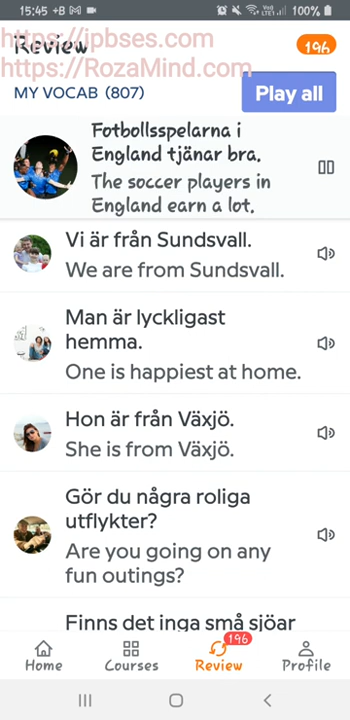 15:45 +B M
100%
https://jpbses.com
Review
196
https://RozaMind.com
MY VOCAB (807)
Play all
Fotbollsspelarna i
England tjänar bra.
The soccer players in
England earn a lot.
Vi är från Sundsvall.
We are from Sundsvall.
Man är lyckligast
hemma.
One is happiest at home.
Hon är från Växjö.
She is from Växjö.
Gör du några roliga
utflykter?
Are you going on any
fun outings?
Finns det inga små sjöar
196
Home
Courses
Review
Profile